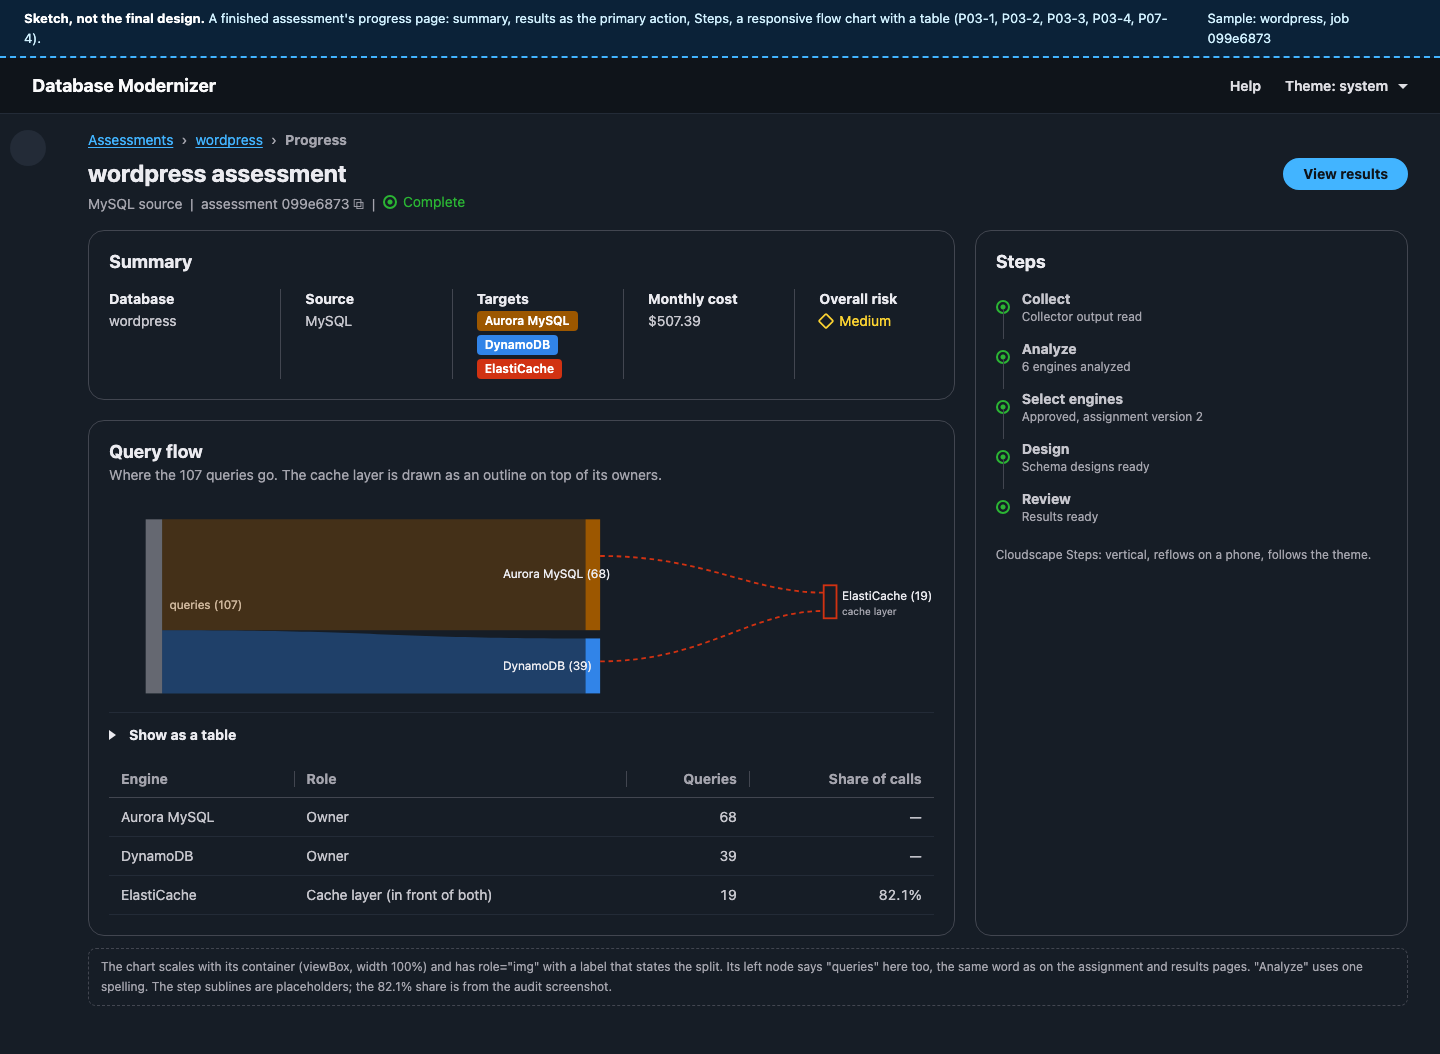 Sketch, not the final design. A finished assessment's progress page: summary, results as the primary action, Steps, a responsive flow chart with a table (P03-1, P03-2, P03-3, P03-4, P07-
4).
Sample: wordpress, job
099e6873
Database Modernizer
Help
Theme: system
Assessments › wordpress › Progress
wordpress assessment
View results
MySQL source | assessment 099e6873 | Complete
Summary
Database
wordpress
Source
MySQL
Targets
Aurora MySQL
DynamoDB
ElastiCache
Monthly cost
$507.39
Overall risk
Medium
Steps
Collect
Collector output read
Analyze
6 engines analyzed
Select engines
Approved, assignment version 2
Design
Schema designs ready
Review
Results ready
Cloudscape Steps: vertical, reflows on a phone, follows the theme.
Query flow
Where the 107 queries go. The cache layer is drawn as an outline on top of its owners.
queries (107)
Aurora MySQL (68)
DynamoDB (39)
ElastiCache (19)
cache layer
Show as a table
Engine Role Queries Share of calls
Aurora MySQL Owner 68 —
DynamoDB Owner 39 —
ElastiCache Cache layer (in front of both) 19 82.1%
The chart scales with its container (viewBox, width 100%) and has role="img" with a label that states the split. Its left node says "queries" here too, the same word as on the assignment and results pages. "Analyze" uses one
spelling. The step sublines are placeholders; the 82.1% share is from the audit screenshot.